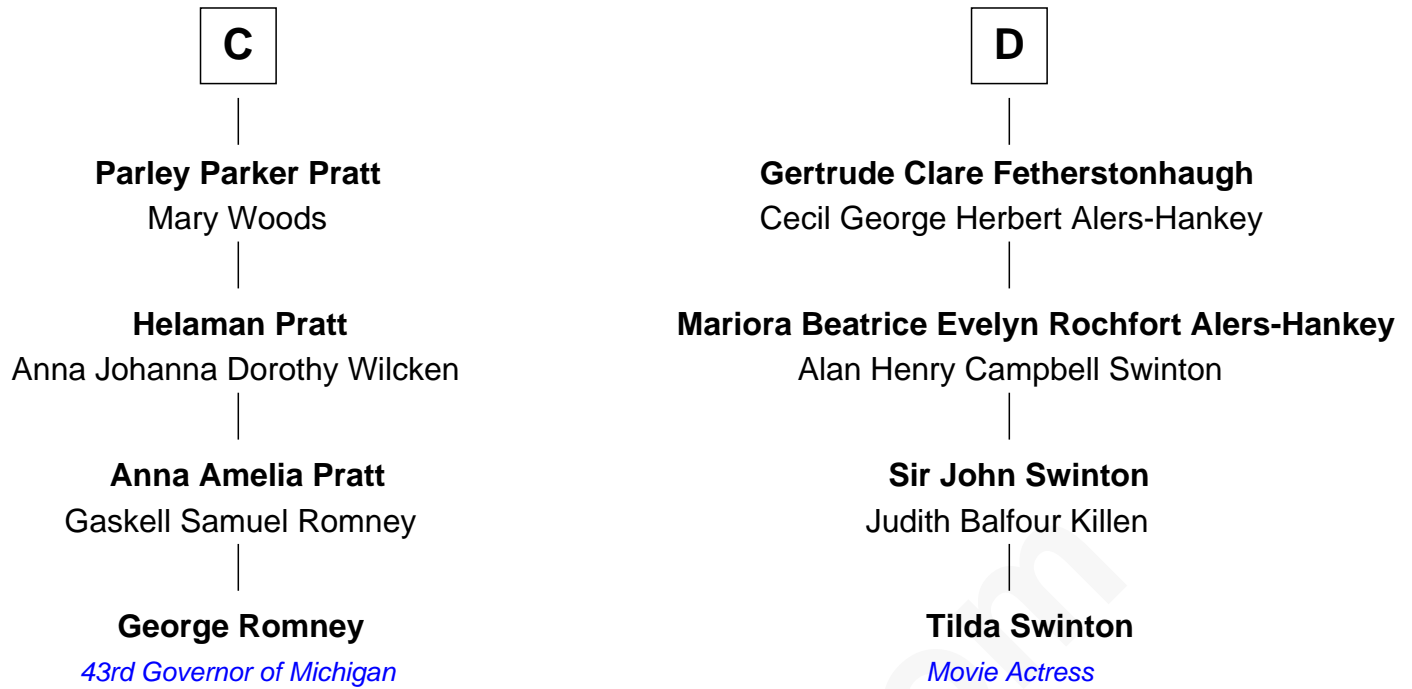 C
Parley Parker Pratt
Mary Woods
Helaman Pratt
Anna Johanna Dorothy Wilcken
Anna Amelia Pratt
Gaskell Samuel Romney
George Romney
43rd Governor of Michigan
D
Gertrude Clare Fetherstonhaugh
Cecil George Herbert Alers-Hankey
Mariora Beatrice Evelyn Rochfort Alers-Hankey
Alan Henry Campbell Swinton
Sir John Swinton
Judith Balfour Killen
Tilda Swinton
Movie Actress
om